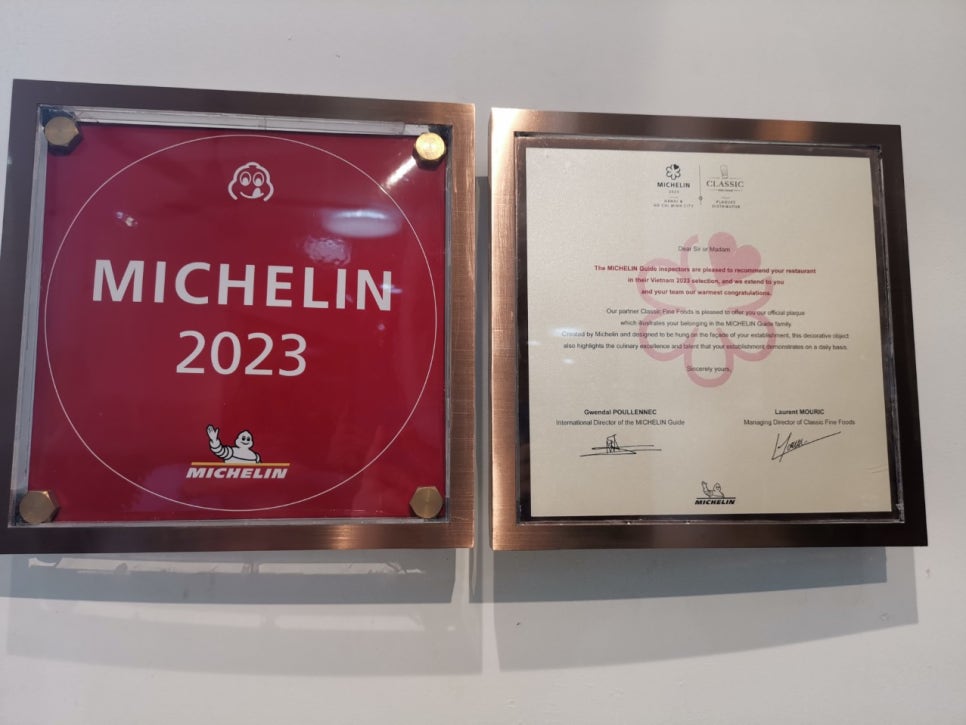 MICHELIN
2023
MICHELIN
MICHELIN
2023
HANOI &
HO CHI MINH CITY
CLASSIC
PLAQUES
DISTRIBUTOR
Dear Sir or Madam
The MICHELIN Guide inspectors are pleased to recommend your restaurant
in their Vietnam 2023 selection, and we extend to you
and your team our warmest congratulations.
Our partner Classic Fine Foods is pleased to offer you our official plaque
which illustrates your belonging in the MICHELIN Guide family.
Created by Michelin and designed to be hung on the façade of your establishment, this decorative object
also highlights the culinary excellence and talent that your establishment demonstrates on a daily basis.
Sincerely yours,
Gwendal POULLENNEC
International Director of the MICHELIN Guide
Laurent MOURIC
Managing Director of Classic Fine Foods
MICHELIN